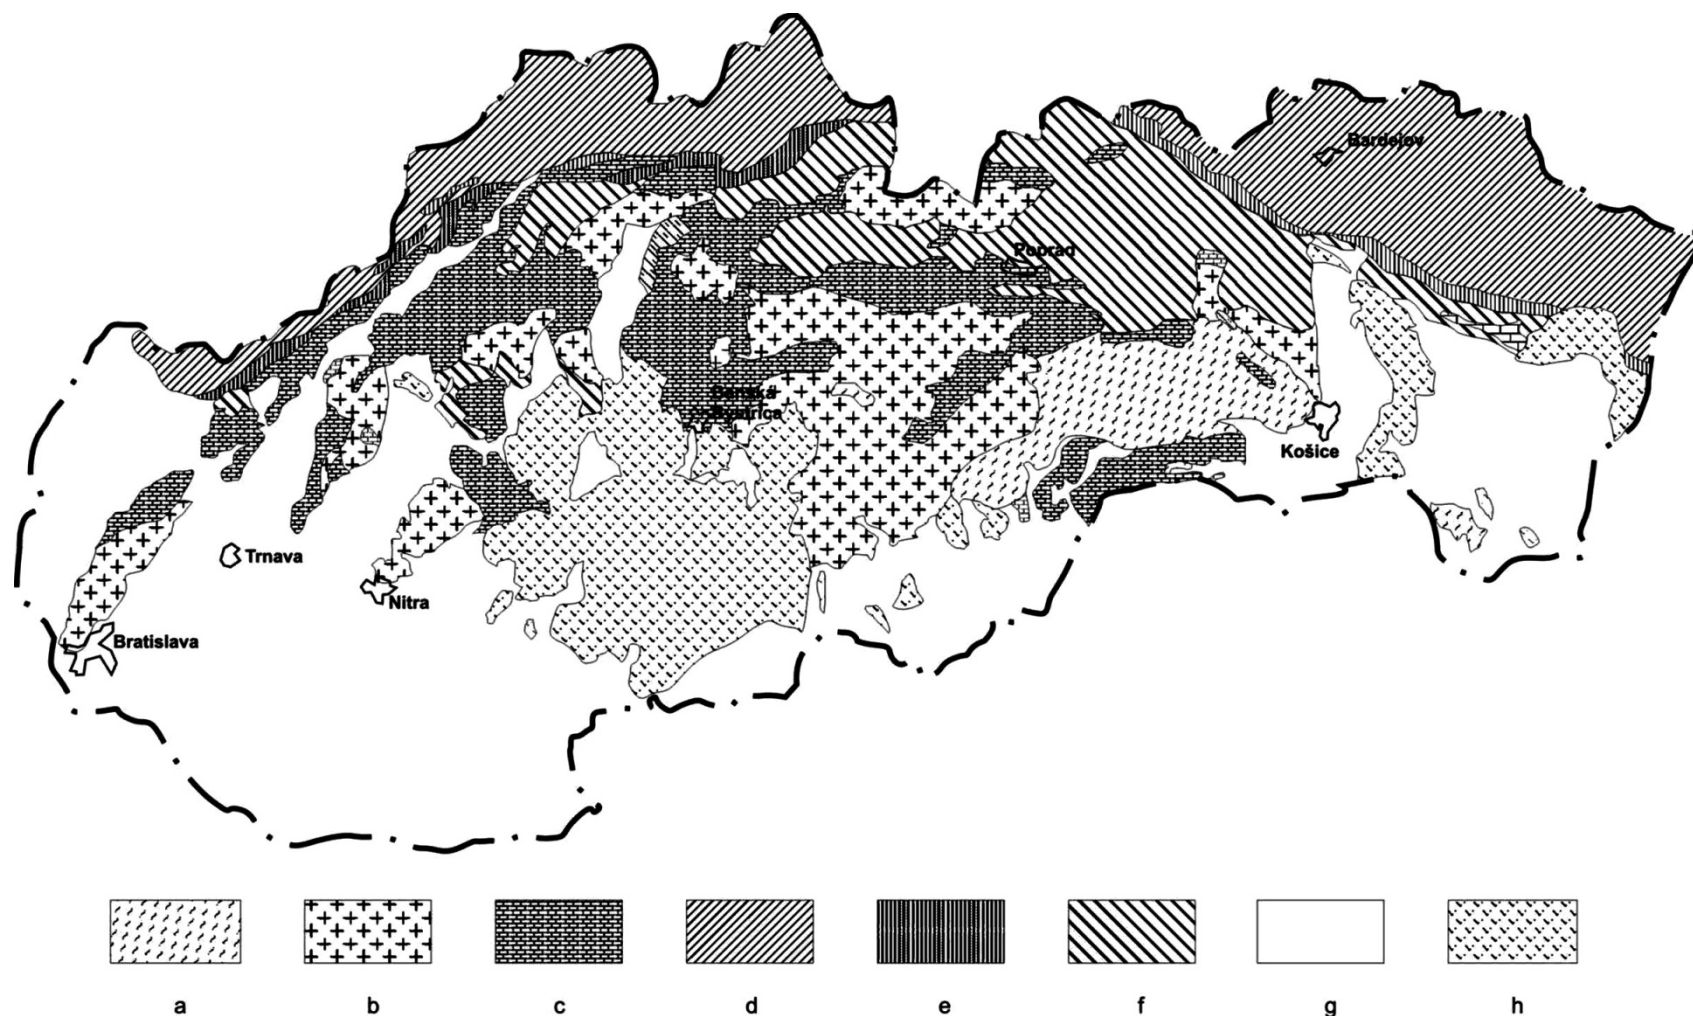 Bardejov
Poprad
Banská
Bystrica
Košice
Trnava
Nitra
Bratislava
a b c d e f g h